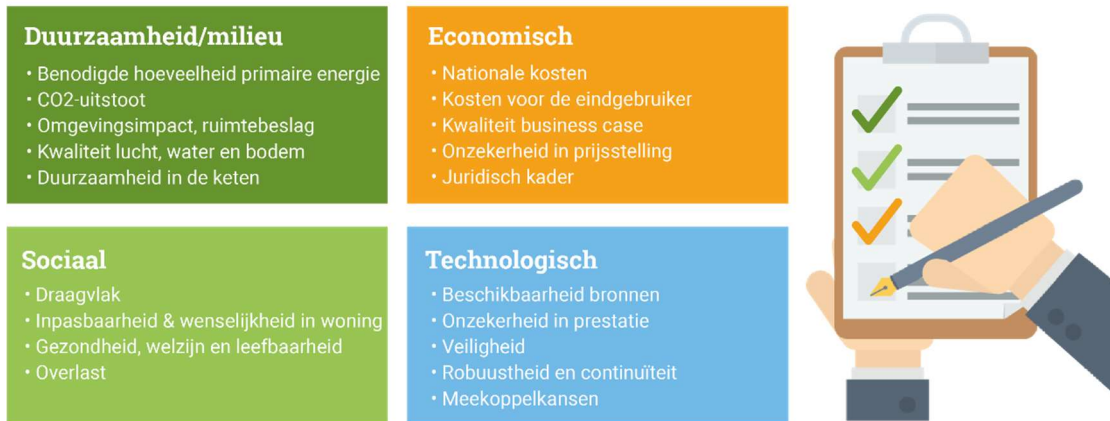 Duurzaamheid/milieu
• Benodigde hoeveelheid primaire energie
• CO2-uitstoot
• Omgevingsimpact, ruimtebeslag
• Kwaliteit lucht, water en bodem
• Duurzaamheid in de keten
Economisch
• Nationale kosten
• Kosten voor de eindgebruiker
• Kwaliteit business case
• Onzekerheid in prijsstelling
• Juridisch kader
Sociaal
• Draagvlak
• Inpasbaarheid & wenselijkheid in woning
• Gezondheid, welzijn en leefbaarheid
• Overlast
Technologisch
• Beschikbaarheid bronnen
• Onzekerheid in prestatie
• Veiligheid
• Robuustheid en continuïteit
• Meekoppelkansen